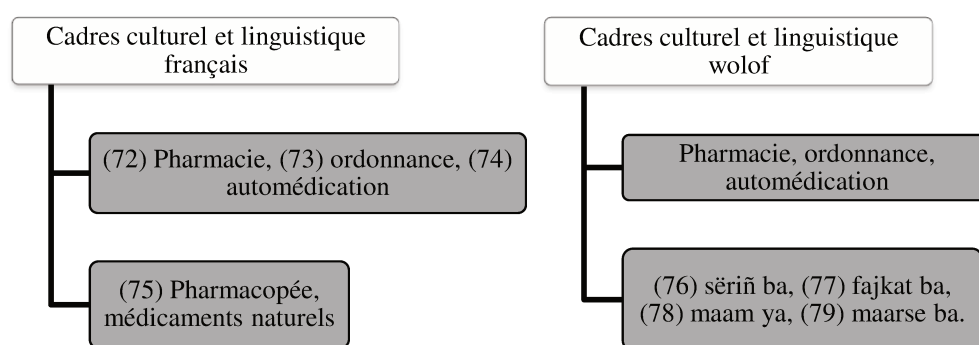 Cadres culturel et linguistique
français
(72) Pharmacie, (73) ordonnance, (74)
automédication
(75) Pharmacopée,
médicaments naturels
Cadres culturel et linguistique
wolof
Pharmacie, ordonnance,
automédication
(76) sëriñ ba, (77) fajkat ba,
(78) maam ya, (79) maarse ba.